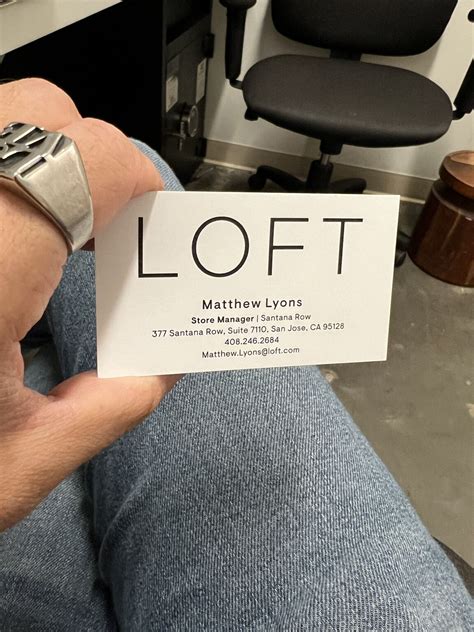 LOFT
Matthew Lyons
Store Manager | Santana Row
377 Santana Row, Suite 7110, San Jose, CA 95128
408.246.2684
Matthew.Lyons@loft.com